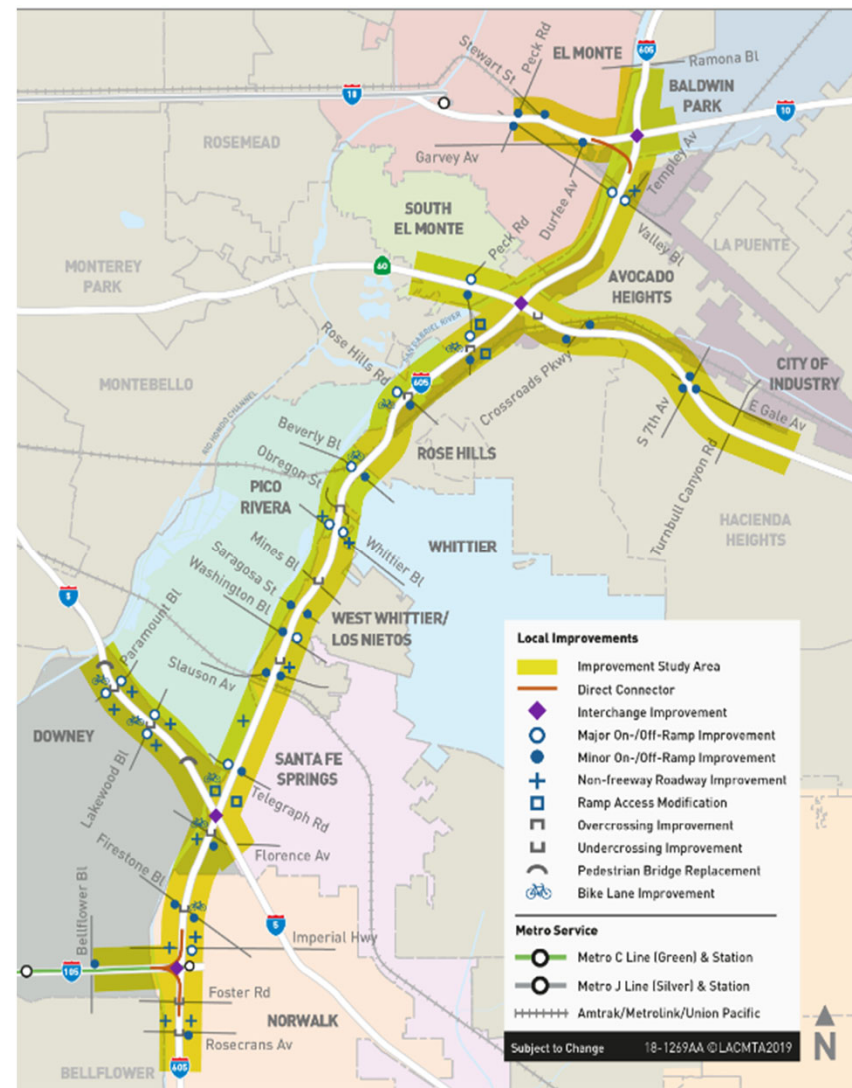 605
Ramona Bl
EL MONTE
Peck Rd
Stewart St
BALDWIN
PARK
10
10
ROSEMEAD
Garvey Av
Durfee Av
Templey Av
Valley Bl
SOUTH
EL MONTE
Peck Rd
LA PUENTE
60
MONTEREY
PARK
AVOCADO
HEIGHTS
SAN GABRIEL RIVER
Rose Hills Rd
605
Crossroads Pkwy
CITY OF
INDUSTRY
MONTEBELLO
S 7th Av
E Gale Av
RIO HONDO CHANNEL
Beverly Bl
ROSE HILLS
Turnbull Canyon Rd
Obregon St
PICO
RIVERA
HACIENDA
HEIGHTS
Whittier Bl
WHITTIER
Mines Bl
Saragosa St
Washington Bl
WEST WHITTIER/
LOS NIETOS
5
Paramount Bl
Slauson Av
DOWNEY
SANTA FE
SPRINGS
Lakewood Bl
Telegraph Rd
Florence Av
Firestone Bl
Bellflower Bl
5
Imperial Hwy
105
Foster Rd
NORWALK
Rosecrans Av
BELLFLOWER
605
Local Improvements
Improvement Study Area
Direct Connector
Interchange Improvement
Major On-/Off-Ramp Improvement
Minor On-/Off-Ramp Improvement
Non-freeway Roadway Improvement
Ramp Access Modification
Overcrossing Improvement
Undercrossing Improvement
Pedestrian Bridge Replacement
Bike Lane Improvement
Metro Service
Metro C Line (Green) & Station
Metro J Line (Silver) & Station
Amtrak/Metrolink/Union Pacific
Subject to Change 18-1269AA ©LACMTA2019
N